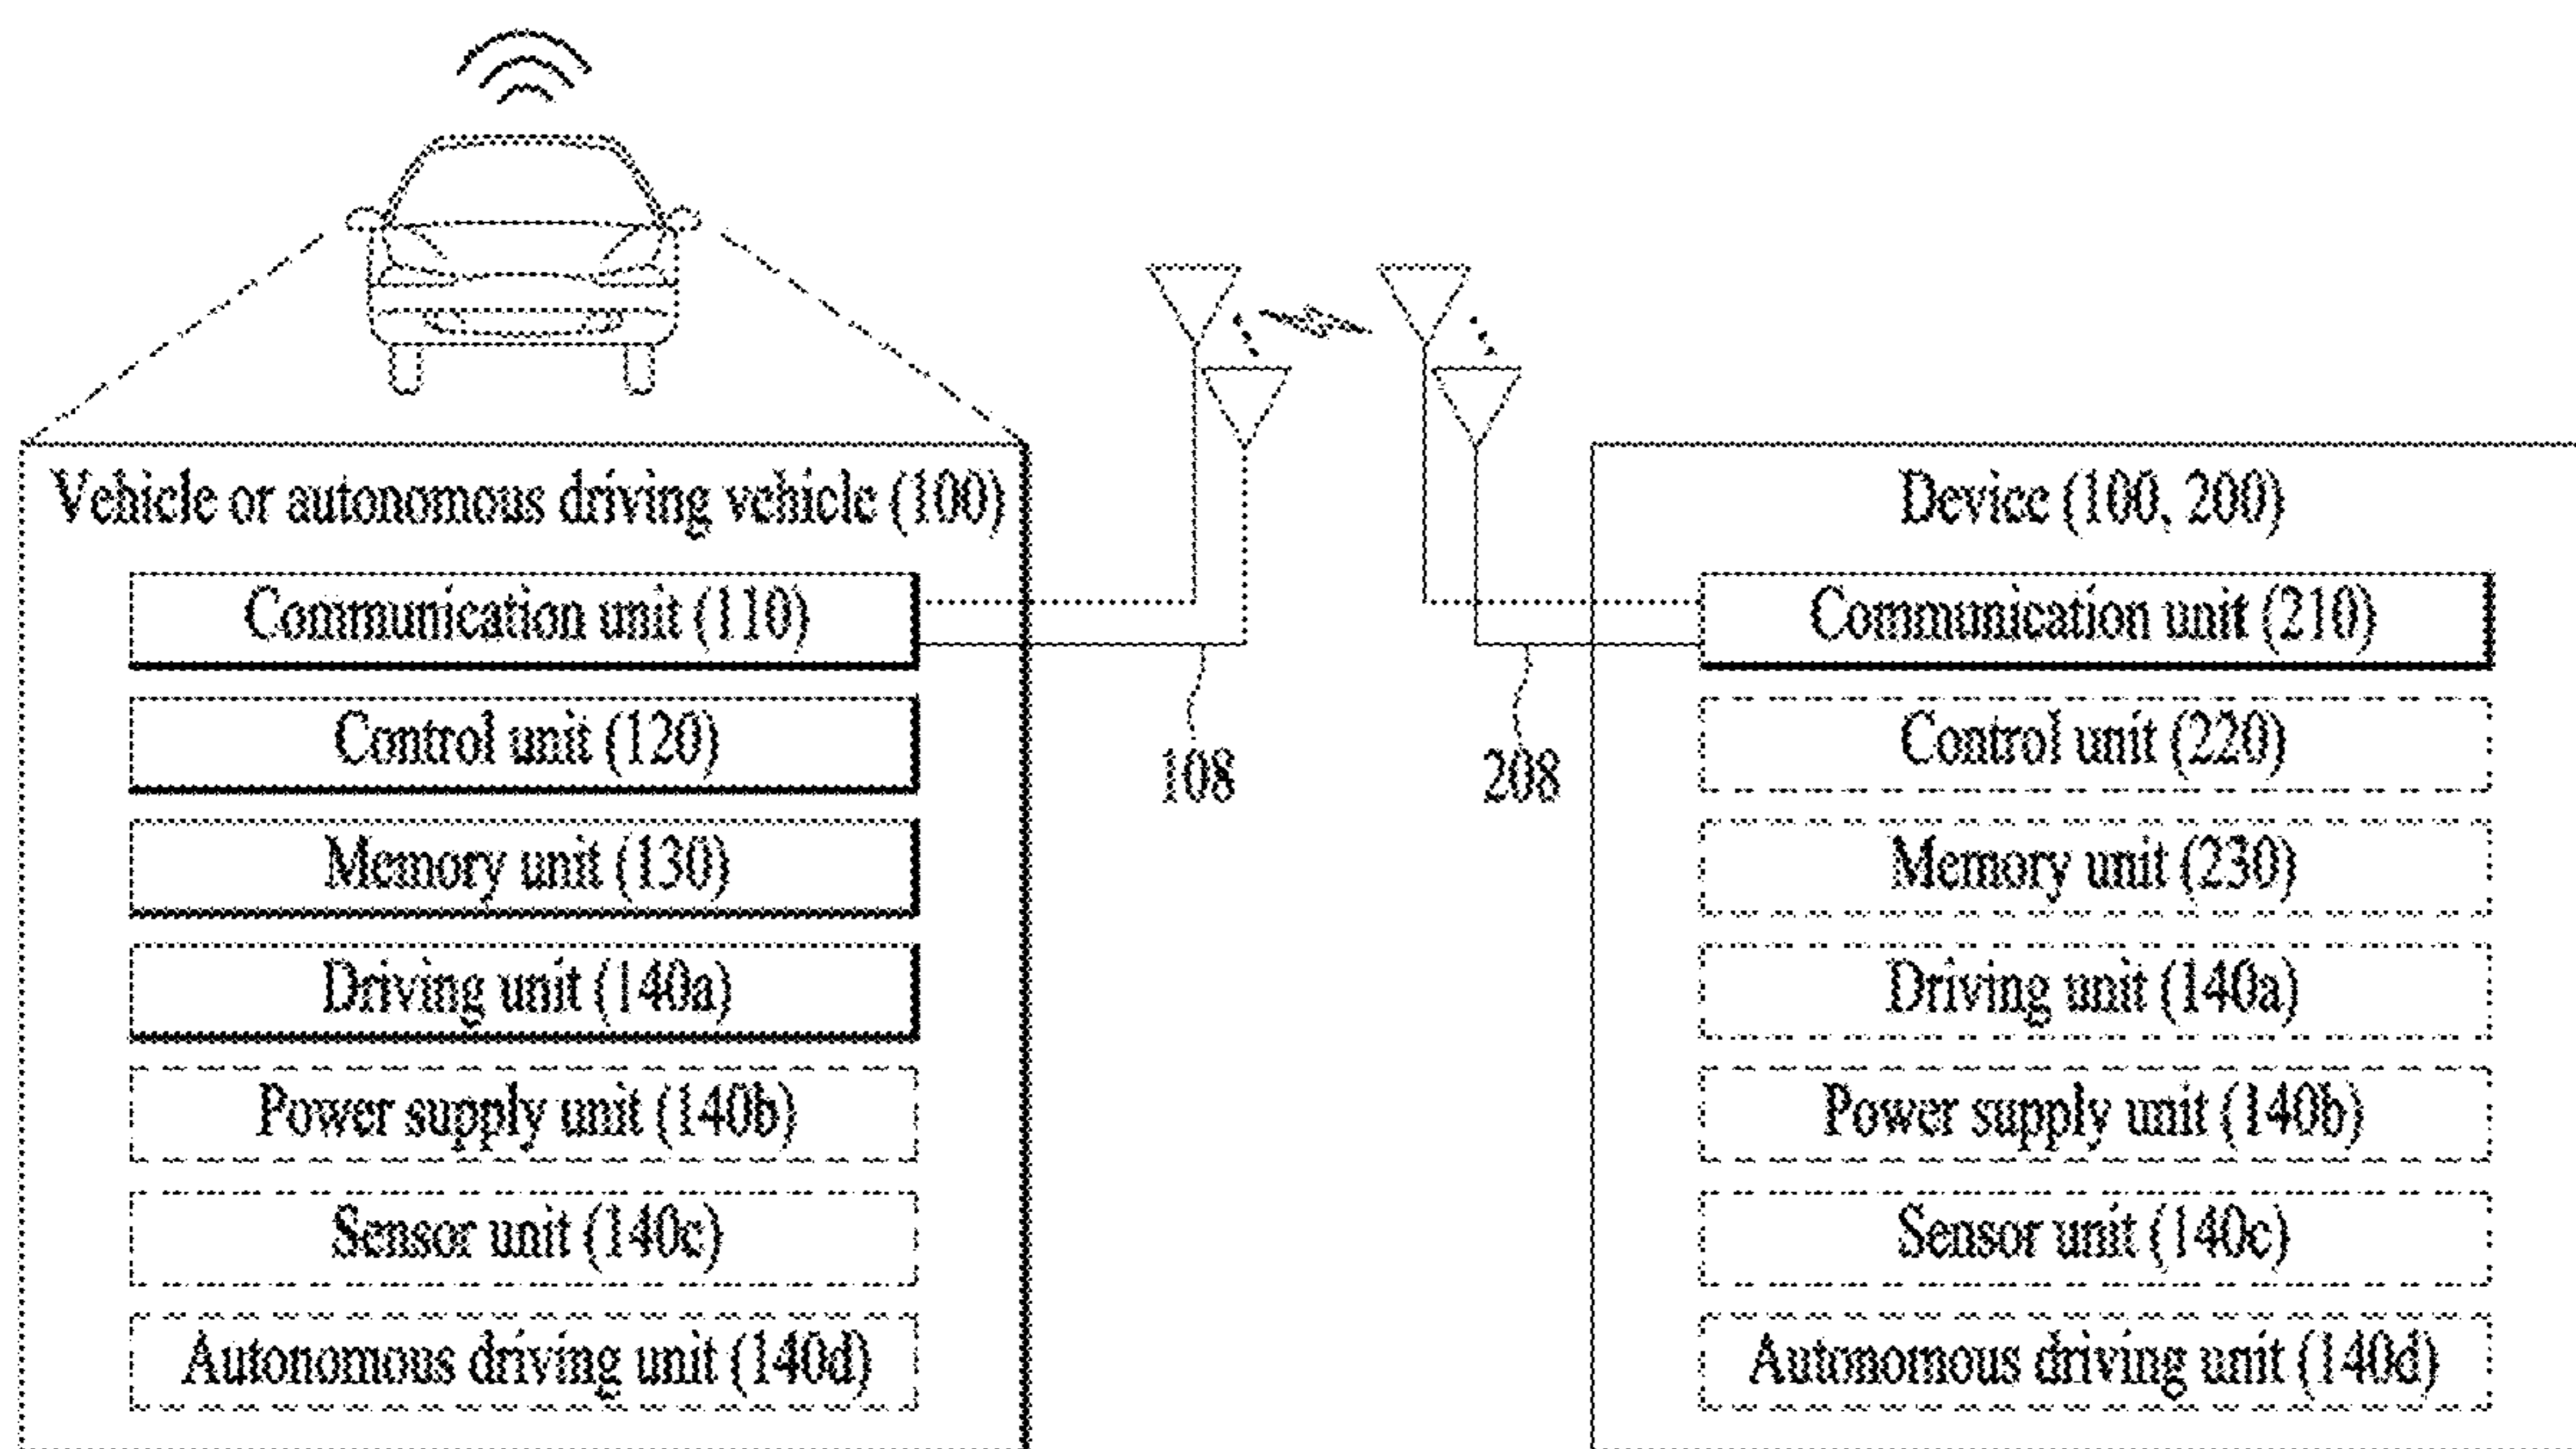 Vehicle or autonomous driving vehicle (100)
Communication unit (110)
Control unit (120)
Memory unit (130)
Driving unit (140a)
Power supply unit (140b)
Sensor unit (140c)
Autonomous driving unit (140d)
108
208
Device (100, 200)
Communication unit (210)
Control unit (220)
Memory unit (230)
Driving unit (140a)
Power supply unit (140b)
Sensor unit (140c)
Autonomous driving unit (140d)